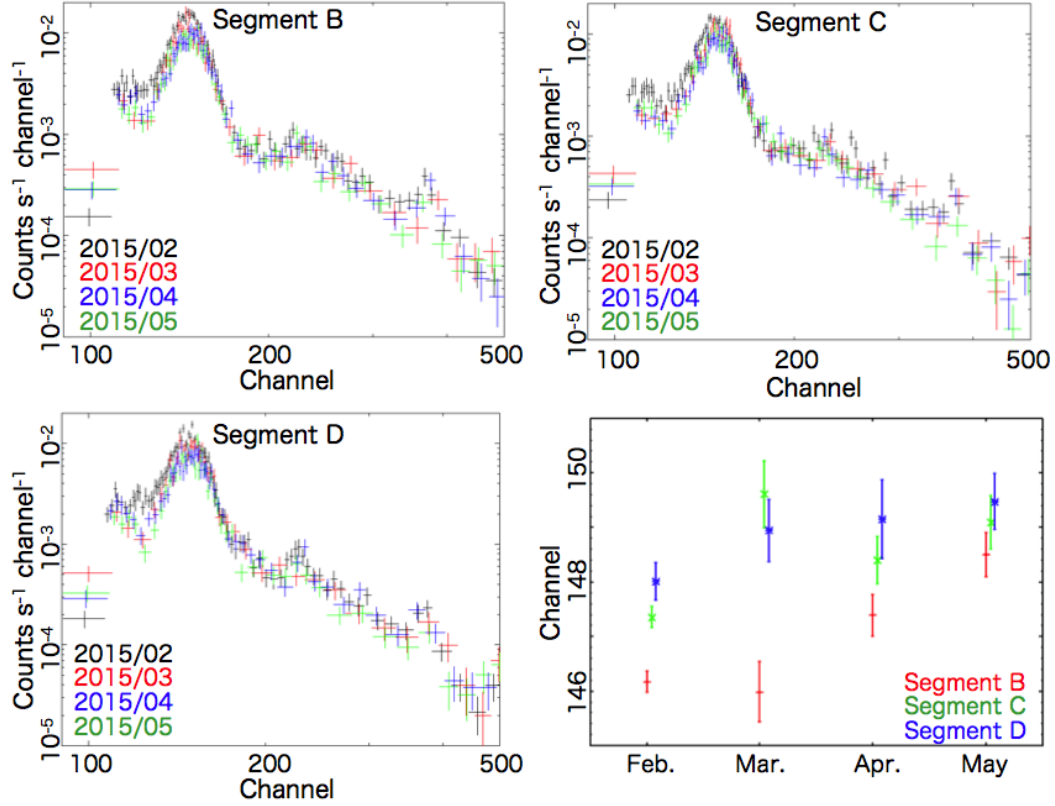 Segment B
Counts s⁻¹ channel⁻¹
10⁻²
10⁻³
10⁻⁴
10⁻⁵
2015/02
2015/03
2015/04
2015/05
100
200
500
Channel
Segment C
Counts s⁻¹ channel⁻¹
10⁻²
10⁻³
10⁻⁴
10⁻⁵
2015/02
2015/03
2015/04
2015/05
100
200
500
Channel
Segment D
Counts s⁻¹ channel⁻¹
10⁻²
10⁻³
10⁻⁴
10⁻⁵
2015/02
2015/03
2015/04
2015/05
100
200
500
Channel
Channel
150
148
146
Segment B
Segment C
Segment D
Feb. Mar. Apr. May